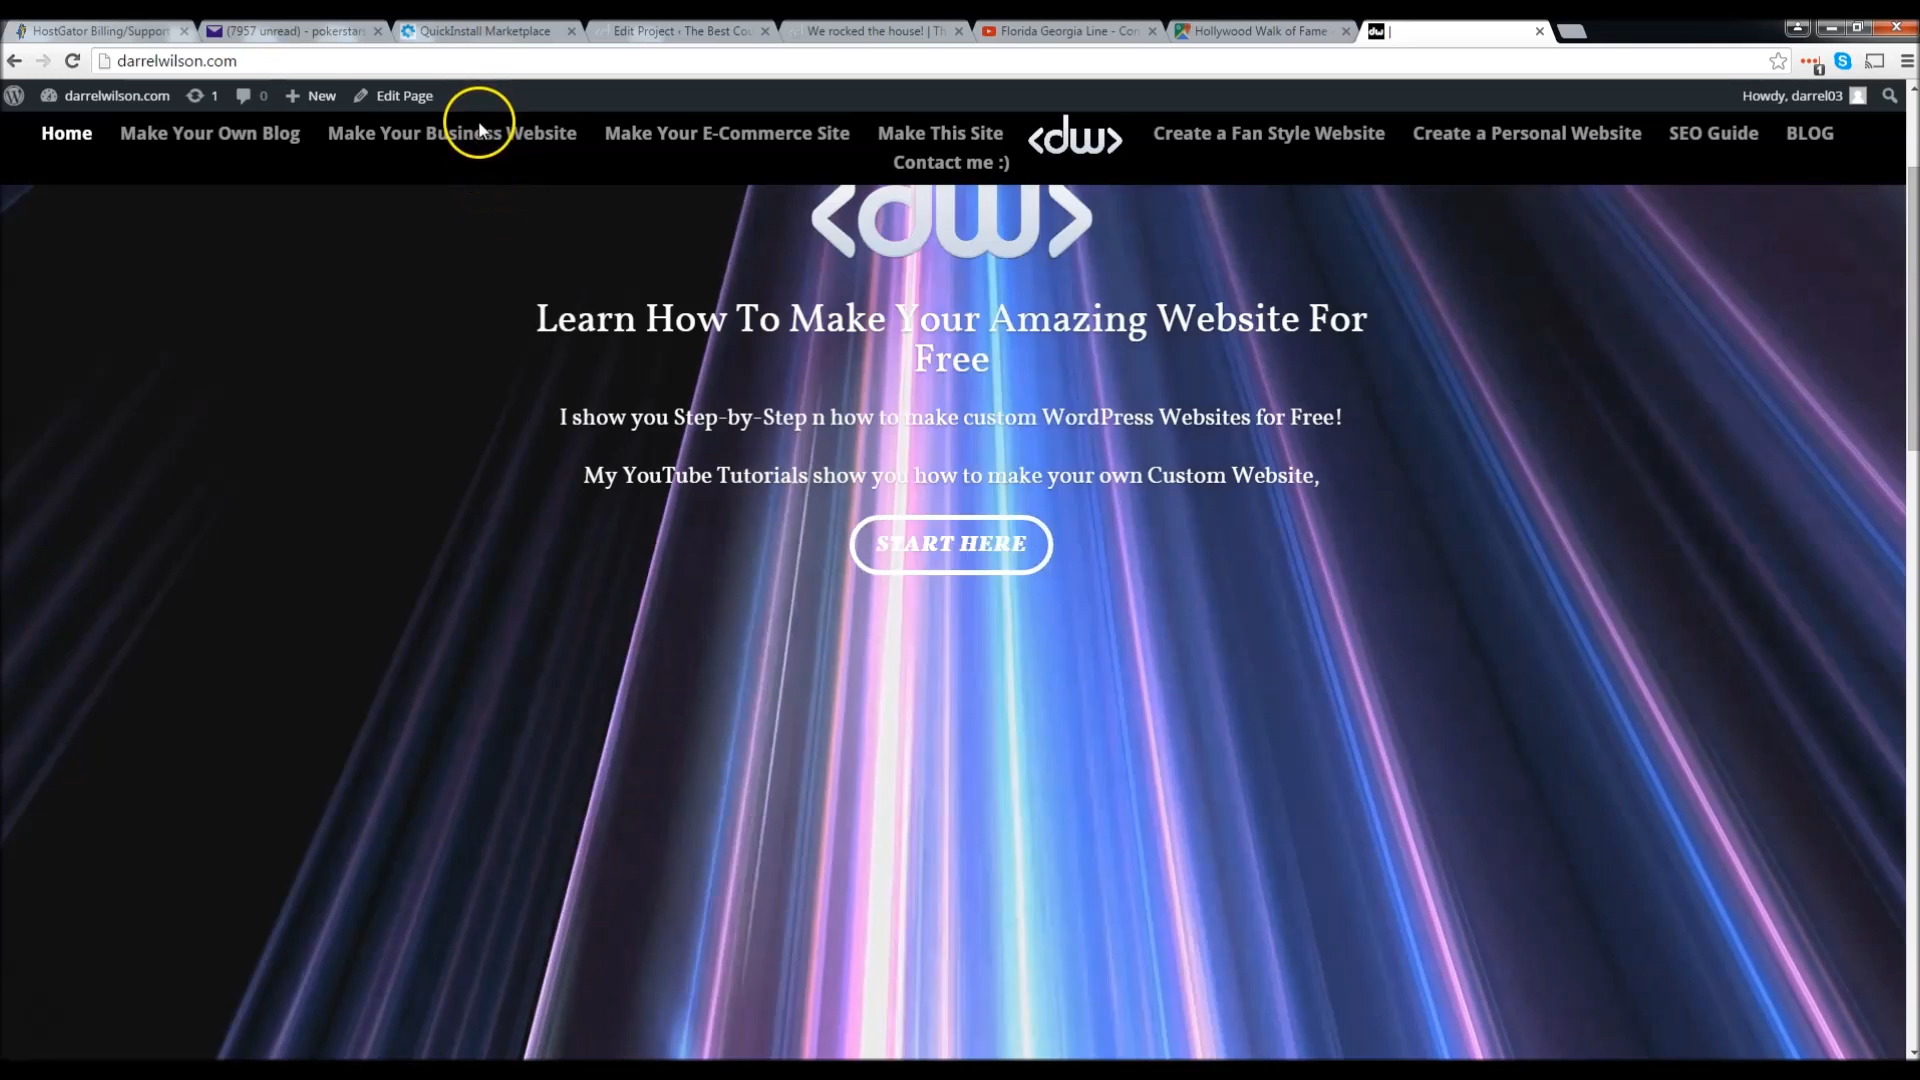 HostGator Billing/Support
(7957 unread) - pokerstars
QuickInstall Marketplace
Edit Project ‹ The Best Cou
We rocked the house! | Th
Florida Georgia Line - Con
Hollywood Walk of Fame
dw |
darrelwilson.com
1
darrelwilson.com 1 0 New Edit Page
Howdy, darrel03
Home Make Your Own Blog Make Your Business Website Make Your E-Commerce Site Make This Site <dw> Create a Fan Style Website Create a Personal Website SEO Guide BLOG
Contact me :)
<dw>
Learn How To Make Your Amazing Website For
Free
I show you Step-by-Step n how to make custom WordPress Websites for Free!
My YouTube Tutorials show you how to make your own Custom Website,
START HERE